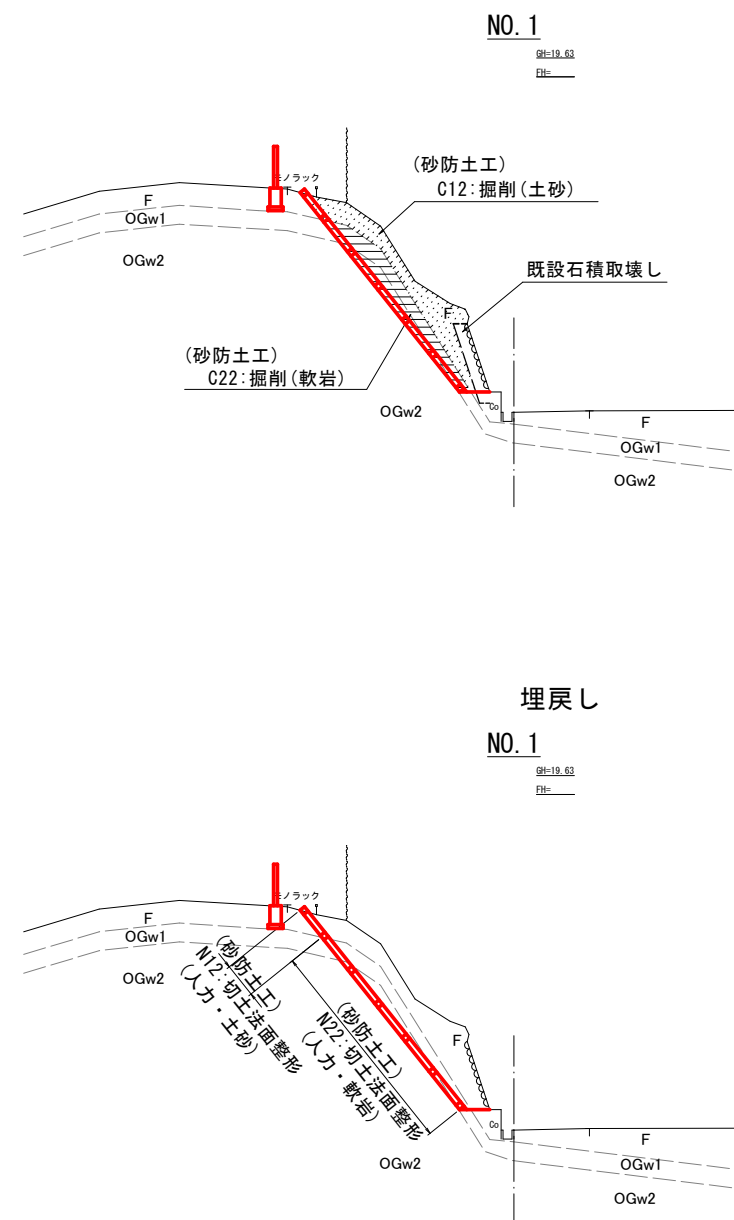 NO.1
GH=19.63
FH=
モノラック
(砂防土工)
C12:掘削(土砂)
F
OGw1
OGw2
既設石積取壊し
F
(砂防土工)
C22:掘削(軟岩)
OGw2
Co
F
OGw1
OGw2
埋戻し
NO.1
GH=19.63
FH=
モノラック
F
OGw1
OGw2
(砂防土工)
N12:切土法面整形
(人力・土砂)
(砂防土工)
N22:切土法面整形
(人力・軟岩)
F
OGw2
Co
F
OGw1
OGw2